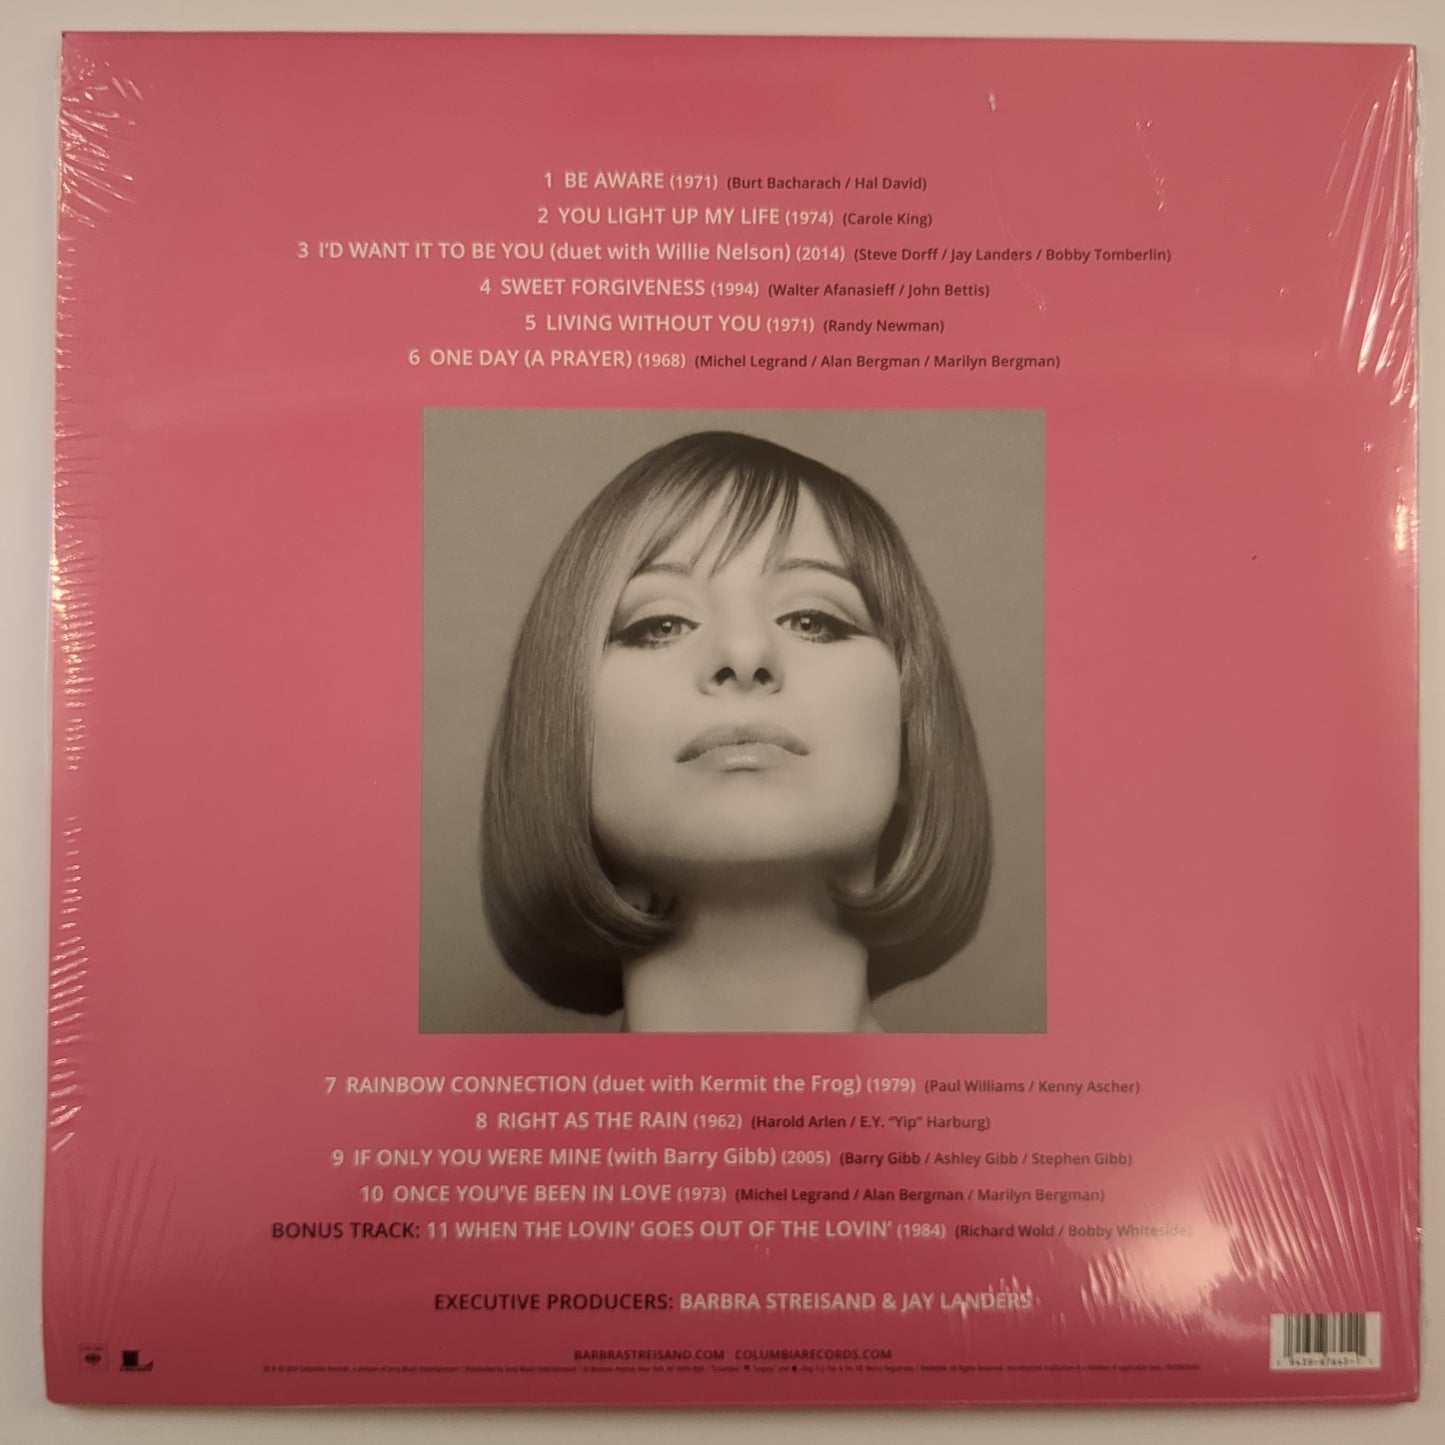 1 BE AWARE (1971) (Burt Bacharach / Hal David)
2 YOU LIGHT UP MY LIFE (1974) (Carole King)
3 I'D WANT IT TO BE YOU (duet with Willie Nelson) (2014) (Steve Dorff / Jay Landers / Bobby Tomberlin)
4 SWEET FORGIVENESS (1994) (Walter Afanasieff / John Bettis)
5 LIVING WITHOUT YOU (1971) (Randy Newman)
6 ONE DAY (A PRAYER) (1968) (Michel Legrand / Alan Bergman / Marilyn Bergman)
7 RAINBOW CONNECTION (duet with Kermit the Frog) (1979) (Paul Williams / Kenny Ascher)
8 RIGHT AS THE RAIN (1962) (Harold Arlen / E.Y. "Yip" Harburg)
9 IF ONLY YOU WERE MINE (with Barry Gibb) (2005) (Barry Gibb / Ashley Gibb / Stephen Gibb)
10 ONCE YOU'VE BEEN IN LOVE (1973) (Michel Legrand / Alan Bergman / Marilyn Bergman)
BONUS TRACK: 11 WHEN THE LOVIN' GOES OUT OF THE LOVIN' (1984) (Richard Wold / Bobby Whiteside)
EXECUTIVE PRODUCERS: BARBRA STREISAND & JAY LANDERS
BARBRASTREISAND.COM COLUMBIARECORDS.COM